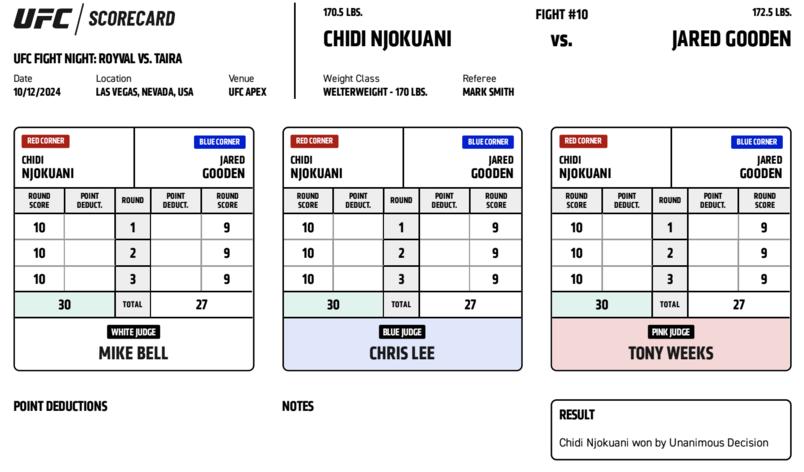 UFC SCORECARD
UFC FIGHT NIGHT: ROYVAL VS. TAIRA
Date Location Venue
10/12/2024 LAS VEGAS, NEVADA, USA UFC APEX
170.5 LBS. FIGHT #10 172.5 LBS.
CHIDI NJOKUANI VS. JARED GOODEN
Weight Class Referee
WELTERWEIGHT - 170 LBS. MARK SMITH
RED CORNER BLUE CORNER
CHIDI JARED
NJOKUANI GOODEN
ROUND SCORE POINT DEDUCT. ROUND POINT DEDUCT. ROUND SCORE
10 1 9
10 2 9
10 3 9
30 TOTAL 27
WHITE JUDGE
MIKE BELL
RED CORNER BLUE CORNER
CHIDI JARED
NJOKUANI GOODEN
ROUND SCORE POINT DEDUCT. ROUND POINT DEDUCT. ROUND SCORE
10 1 9
10 2 9
10 3 9
30 TOTAL 27
BLUE JUDGE
CHRIS LEE
RED CORNER BLUE CORNER
CHIDI JARED
NJOKUANI GOODEN
ROUND SCORE POINT DEDUCT. ROUND POINT DEDUCT. ROUND SCORE
10 1 9
10 2 9
10 3 9
30 TOTAL 27
PINK JUDGE
TONY WEEKS
POINT DEDUCTIONS
NOTES
RESULT
Chidi Njokuani won by Unanimous Decision